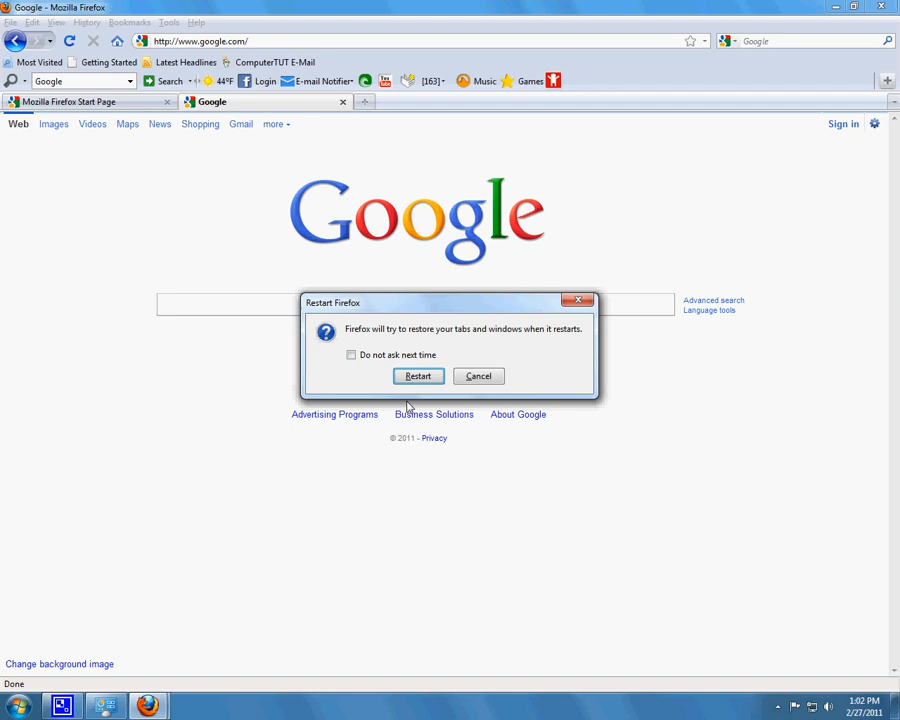 Google - Mozilla Firefox
File Edit View History Bookmarks Tools Help
http://www.google.com/ Google
Most Visited Getting Started Latest Headlines ComputerTUT E-Mail
Google Search 44°F Login E-mail Notifier You Tube [163] Music Games
Mozilla Firefox Start Page Google
Web Images Videos Maps News Shopping Gmail more Sign in
Google
Advanced search
Language tools
Restart Firefox
Firefox will try to restore your tabs and windows when it restarts.
Do not ask next time
Restart Cancel
Advertising Programs Business Solutions About Google
© 2011 - Privacy
Change background image
Done
1:02 PM
2/27/2011